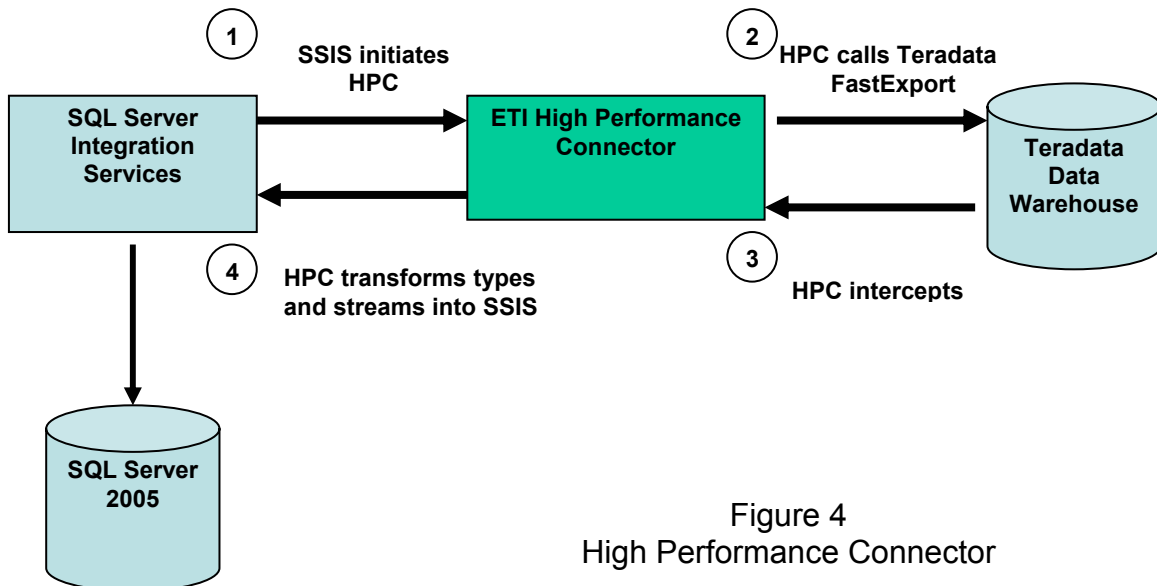 1
SSIS initiates
HPC
2
HPC calls Teradata
FastExport
SQL Server
Integration
Services
ETI High Performance
Connector
Teradata
Data
Warehouse
4
HPC transforms types
and streams into SSIS
3
HPC intercepts
SQL Server
2005
Figure 4
High Performance Connector